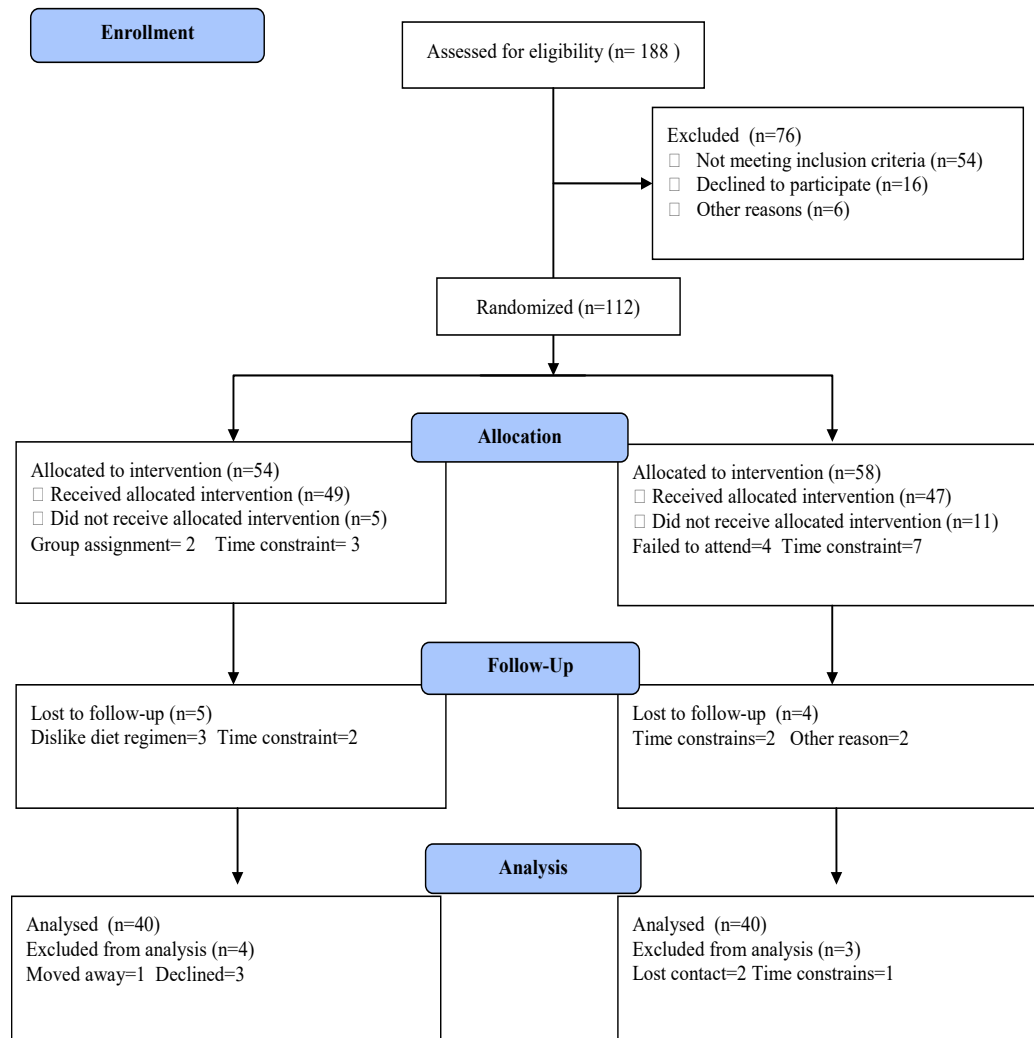 Enrollment
Assessed for eligibility (n= 188 )
Excluded (n=76)
□ Not meeting inclusion criteria (n=54)
□ Declined to participate (n=16)
□ Other reasons (n=6)
Randomized (n=112)
Allocation
Allocated to intervention (n=54)
□ Received allocated intervention (n=49)
□ Did not receive allocated intervention (n=5)
Group assignment= 2 Time constraint= 3
Allocated to intervention (n=58)
□ Received allocated intervention (n=47)
□ Did not receive allocated intervention (n=11)
Failed to attend=4 Time constraint=7
Follow-Up
Lost to follow-up (n=5)
Dislike diet regimen=3 Time constraint=2
Lost to follow-up (n=4)
Time constrains=2 Other reason=2
Analysis
Analysed (n=40)
Excluded from analysis (n=4)
Moved away=1 Declined=3
Analysed (n=40)
Excluded from analysis (n=3)
Lost contact=2 Time constrains=1